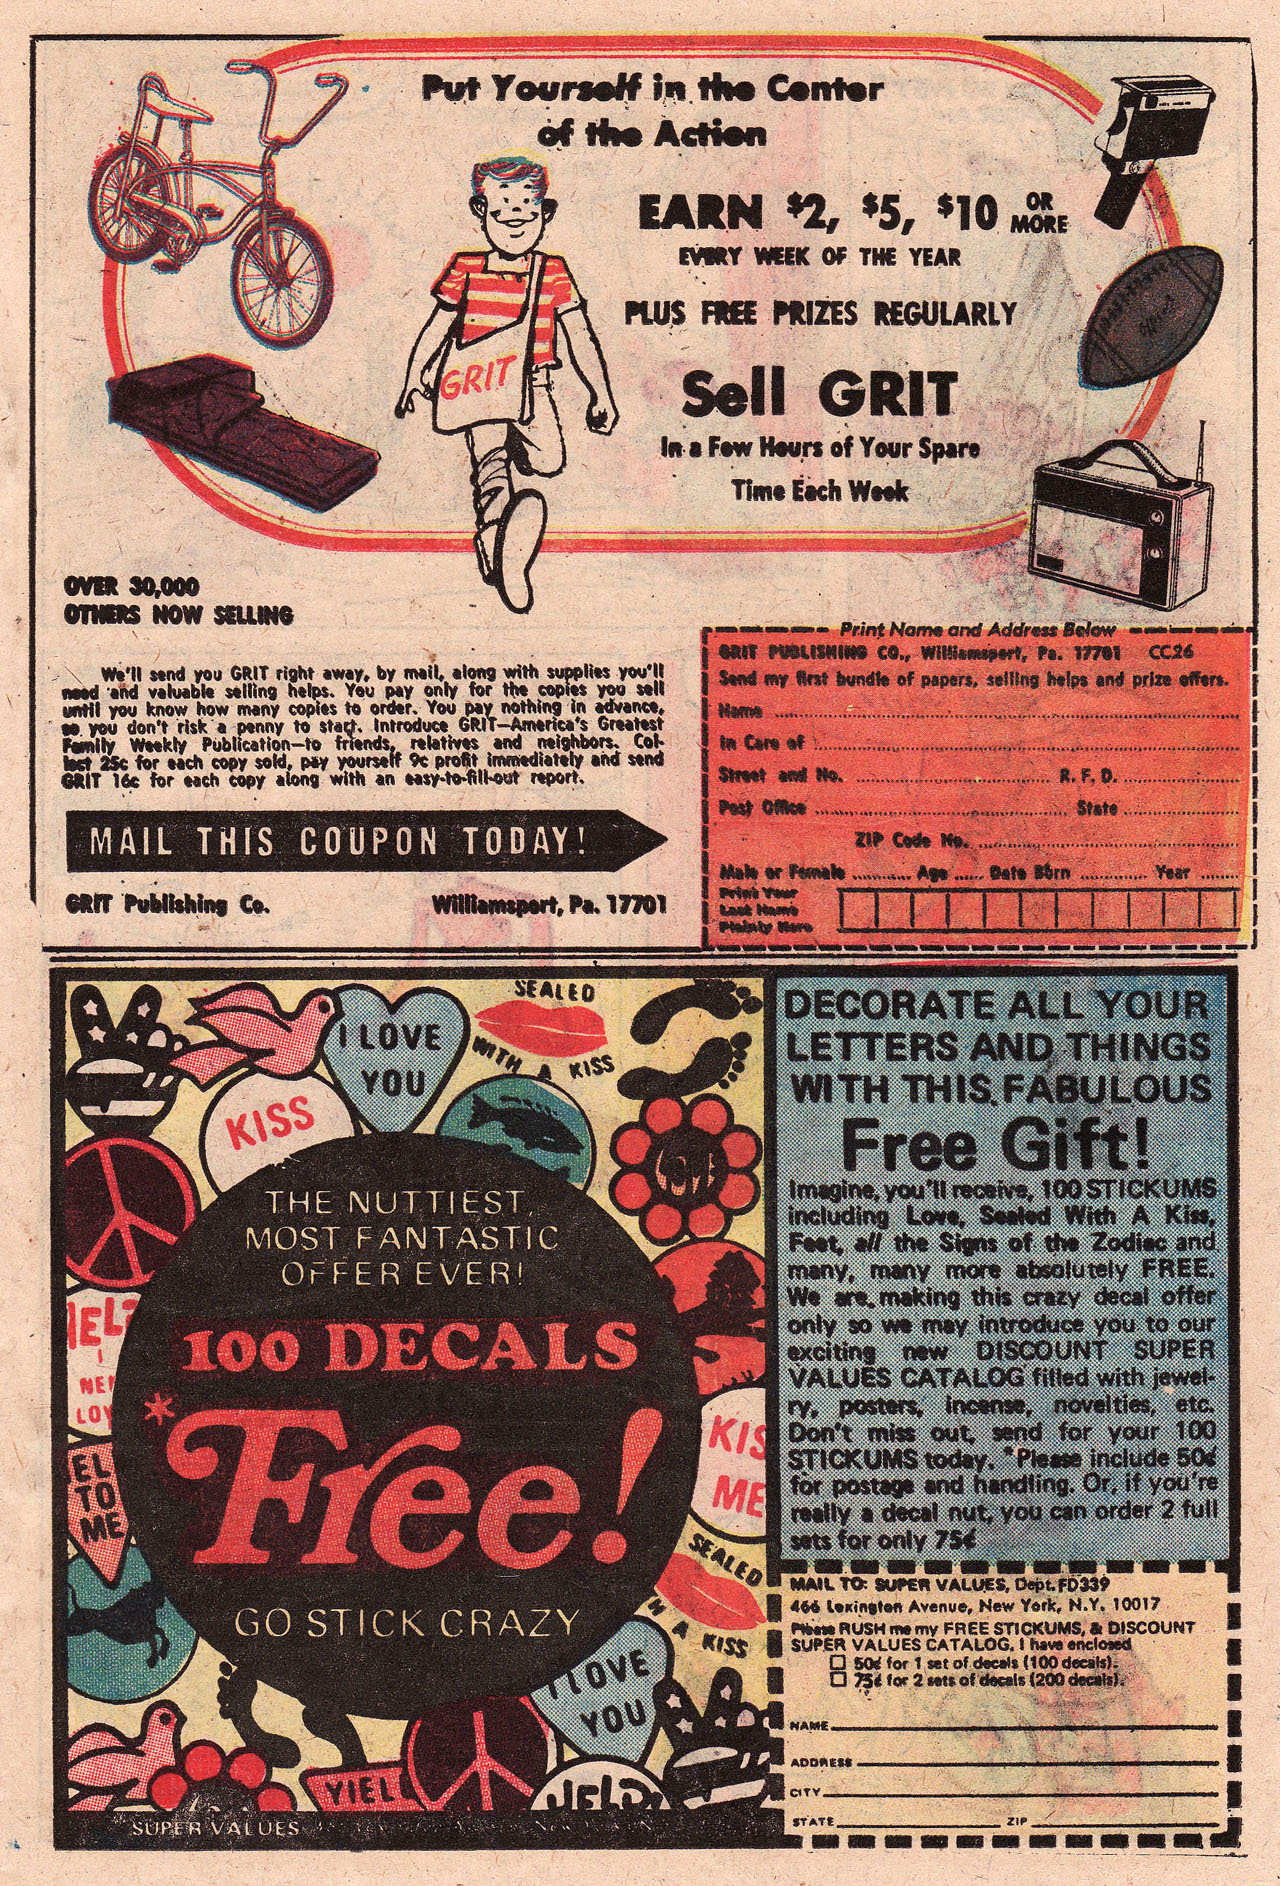 Put Yourself in the Center
of the Action
EARN $2, $5, $10 OR MORE
EVERY WEEK OF THE YEAR
PLUS FREE PRIZES REGULARLY
Sell GRIT
In a Few Hours of Your Spare
Time Each Week
GRIT
OVER 30,000
OTHERS NOW SELLING
We'll send you GRIT right away, by mail, along with supplies you'll
need and valuable selling helps. You pay only for the copies you sell
until you know how many copies to order. You pay nothing in advance,
so you don't risk a penny to start. Introduce GRIT—America's Greatest
Family Weekly Publication—to friends, relatives and neighbors. Col-
lect 25c for each copy sold, pay yourself 9c profit immediately and send
GRIT 16c for each copy along with an easy-to-fill-out report.
MAIL THIS COUPON TODAY!
GRIT Publishing Co. Williamsport, Pa. 17701
Print Name and Address Below
GRIT PUBLISHING CO., Williamsport, Pa. 17701 CC26
Send my first bundle of papers, selling helps and prize offers.
Name
In Care of
Street and No. R. F. D.
Post Office State
ZIP Code No.
Male or Female Age Date Born Year
Print Your
Last Name
Plainly Here
I LOVE
YOU
SEALED
WITH A KISS
KISS
LOVE
THE NUTTIEST,
MOST FANTASTIC
OFFER EVER!
100 DECALS
*Free!
GO STICK CRAZY
HELP
I
NEE
LOV
EL
TO
ME
KIS
ME
SEALED
H A KISS
I LOVE
YOU
YIEL
HELP
SUPER VALUES
DECORATE ALL YOUR
LETTERS AND THINGS
WITH THIS FABULOUS
Free Gift!
Imagine, you'll receive, 100 STICKUMS
including Love, Sealed With A Kiss,
Feet, all the Signs of the Zodiac and
many, many more absolutely FREE.
We are making this crazy decal offer
only so we may introduce you to our
exciting new DISCOUNT SUPER
VALUES CATALOG filled with jewel-
ry, posters, incense, novelties, etc.
Don't miss out, send for your 100
STICKUMS today. *Please include 50¢
for postage and handling. Or, if you're
really a decal nut, you can order 2 full
sets for only 75¢
MAIL TO: SUPER VALUES, Dept. FD339
466 Lexington Avenue, New York, N.Y. 10017
Please RUSH me my FREE STICKUMS, & DISCOUNT
SUPER VALUES CATALOG. I have enclosed
□ 50¢ for 1 set of decals (100 decals).
□ 75¢ for 2 sets of decals (200 decals).
NAME
ADDRESS
CITY
STATE ZIP